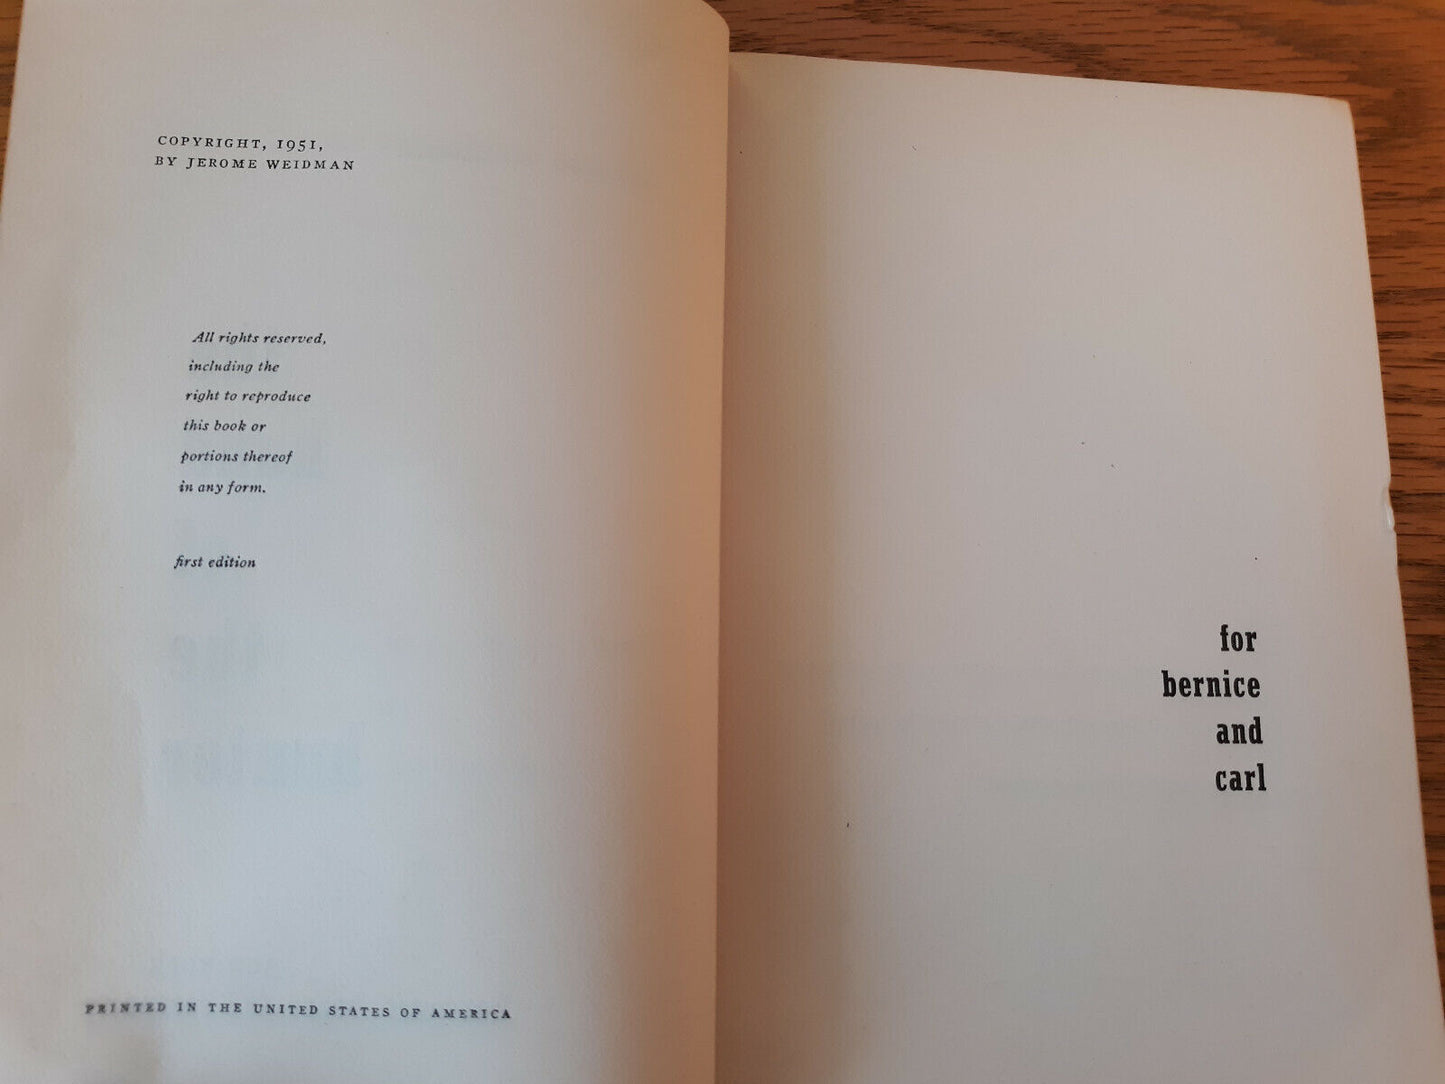 COPYRIGHT, 1951,
BY JEROME WEIDMAN
All rights reserved,
including the
right to reproduce
this book or
portions thereof
in any form.
first edition
PRINTED IN THE UNITED STATES OF AMERICA
for
bernice
and
carl